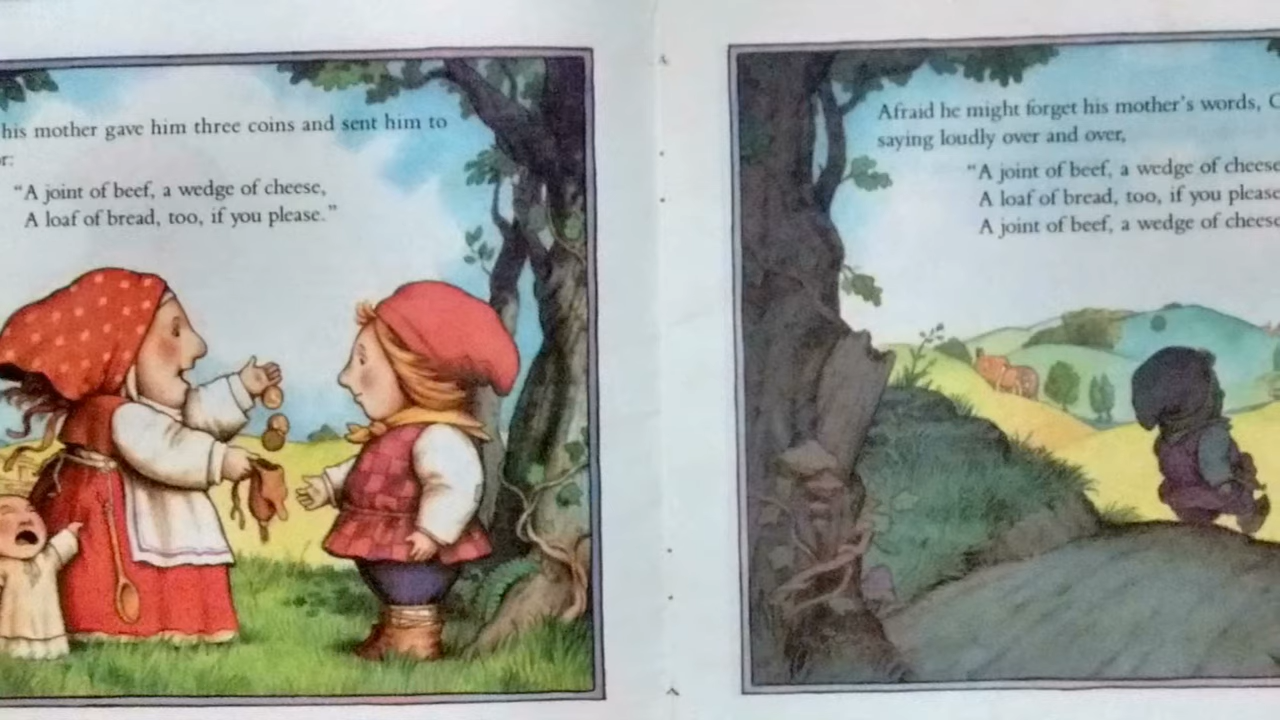 his mother gave him three coins and sent him to
"A joint of beef, a wedge of cheese,
A loaf of bread, too, if you please."
Afraid he might forget his mother's words,
saying loudly over and over,
"A joint of beef, a wedge of cheese
A loaf of bread, too, if you please
A joint of beef, a wedge of cheese